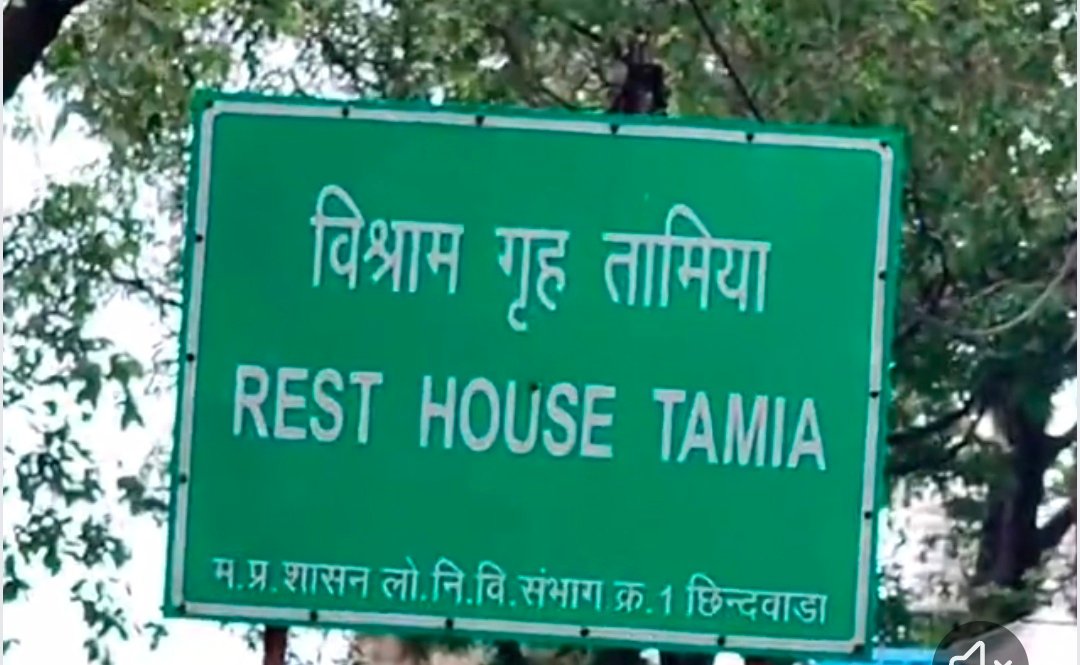 विश्राम गृह तामिया
REST HOUSE TAMIA
म.प्र.शासन लो.नि.वि.संभाग क्र.1 छिन्दवाडा